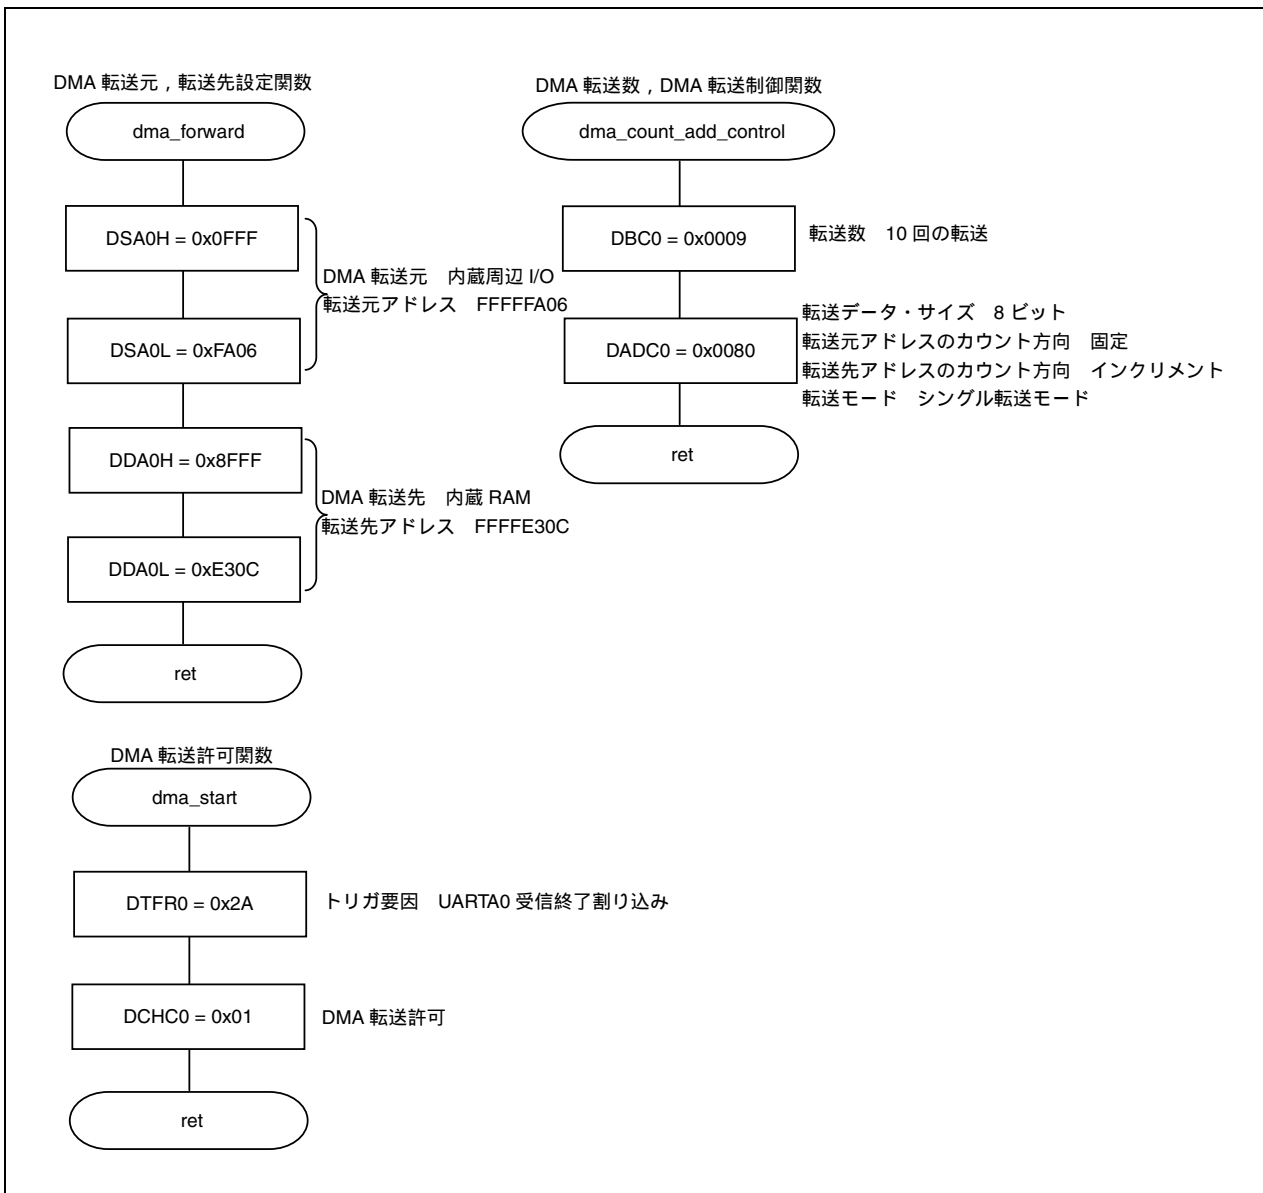 DMA 転送元，転送先設定関数
dma_forward
DSA0H = 0x0FFF
DMA 転送元　内蔵周辺 I/O
転送元アドレス　FFFFFA06
DSA0L = 0xFA06
DDA0H = 0x8FFF
DMA 転送先　内蔵 RAM
転送先アドレス　FFFFE30C
DDA0L = 0xE30C
ret
DMA 転送数，DMA 転送制御関数
dma_count_add_control
DBC0 = 0x0009
転送数　10 回の転送
DADC0 = 0x0080
転送データ・サイズ　8 ビット
転送元アドレスのカウント方向　固定
転送先アドレスのカウント方向　インクリメント
転送モード　シングル転送モード
ret
DMA 転送許可関数
dma_start
DTFR0 = 0x2A
トリガ要因　UARTA0 受信終了割り込み
DCHC0 = 0x01
DMA 転送許可
ret